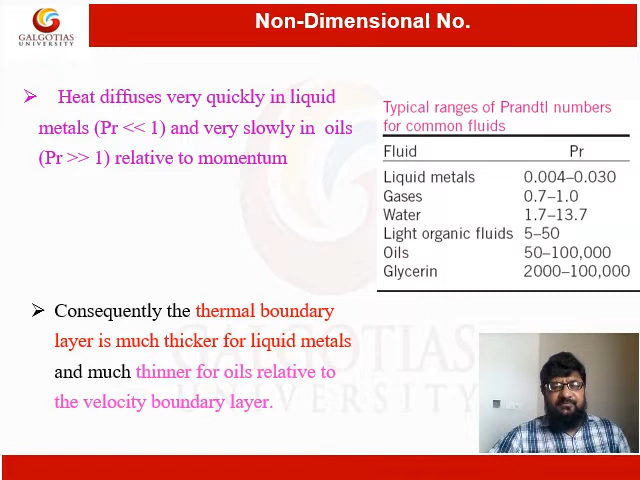 GALGOTIAS
UNIVERSITY
Non-Dimensional No.
Heat diffuses very quickly in liquid
metals (Pr << 1) and very slowly in oils
(Pr >> 1) relative to momentum
Typical ranges of Prandtl numbers
for common fluids
Fluid Pr
Liquid metals 0.004–0.030
Gases 0.7–1.0
Water 1.7–13.7
Light organic fluids 5–50
Oils 50–100,000
Glycerin 2000–100,000
Consequently the thermal boundary
layer is much thicker for liquid metals
and much thinner for oils relative to
the velocity boundary layer.
GALGOTIAS
UNIVERSITY